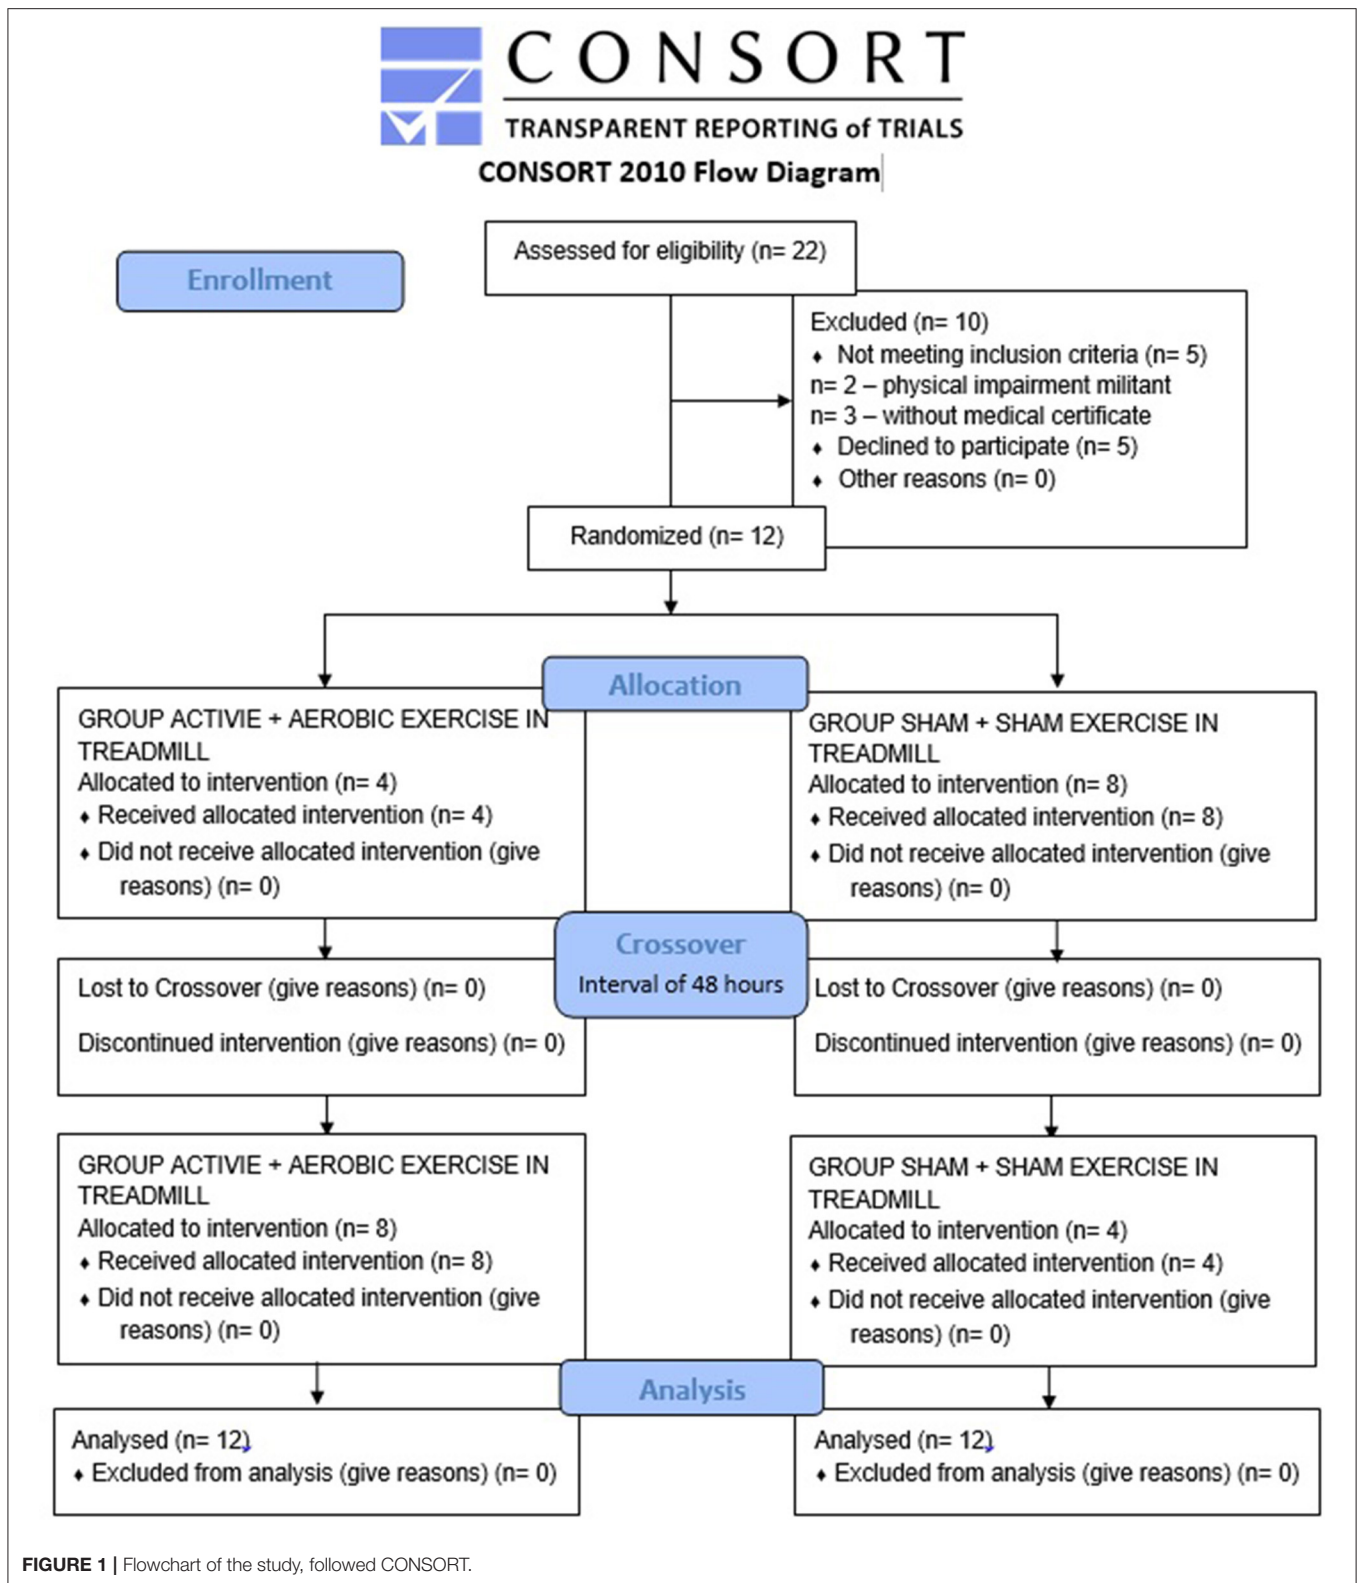 CONSORT
TRANSPARENT REPORTING of TRIALS
CONSORT 2010 Flow Diagram
Enrollment
Assessed for eligibility (n= 22)
Excluded (n= 10)
♦ Not meeting inclusion criteria (n= 5)
n= 2 – physical impairment militant
n= 3 – without medical certificate
♦ Declined to participate (n= 5)
♦ Other reasons (n= 0)
Randomized (n= 12)
Allocation
GROUP ACTIVIE + AEROBIC EXERCISE IN
TREADMILL
Allocated to intervention (n= 4)
♦ Received allocated intervention (n= 4)
♦ Did not receive allocated intervention (give
reasons) (n= 0)
GROUP SHAM + SHAM EXERCISE IN
TREADMILL
Allocated to intervention (n= 8)
♦ Received allocated intervention (n= 8)
♦ Did not receive allocated intervention (give
reasons) (n= 0)
Crossover
Interval of 48 hours
Lost to Crossover (give reasons) (n= 0)
Discontinued intervention (give reasons) (n= 0)
Lost to Crossover (give reasons) (n= 0)
Discontinued intervention (give reasons) (n= 0)
GROUP ACTIVIE + AEROBIC EXERCISE IN
TREADMILL
Allocated to intervention (n= 8)
♦ Received allocated intervention (n= 8)
♦ Did not receive allocated intervention (give
reasons) (n= 0)
GROUP SHAM + SHAM EXERCISE IN
TREADMILL
Allocated to intervention (n= 4)
♦ Received allocated intervention (n= 4)
♦ Did not receive allocated intervention (give
reasons) (n= 0)
Analysis
Analysed (n= 12)
♦ Excluded from analysis (give reasons) (n= 0)
Analysed (n= 12)
♦ Excluded from analysis (give reasons) (n= 0)
FIGURE 1 | Flowchart of the study, followed CONSORT.